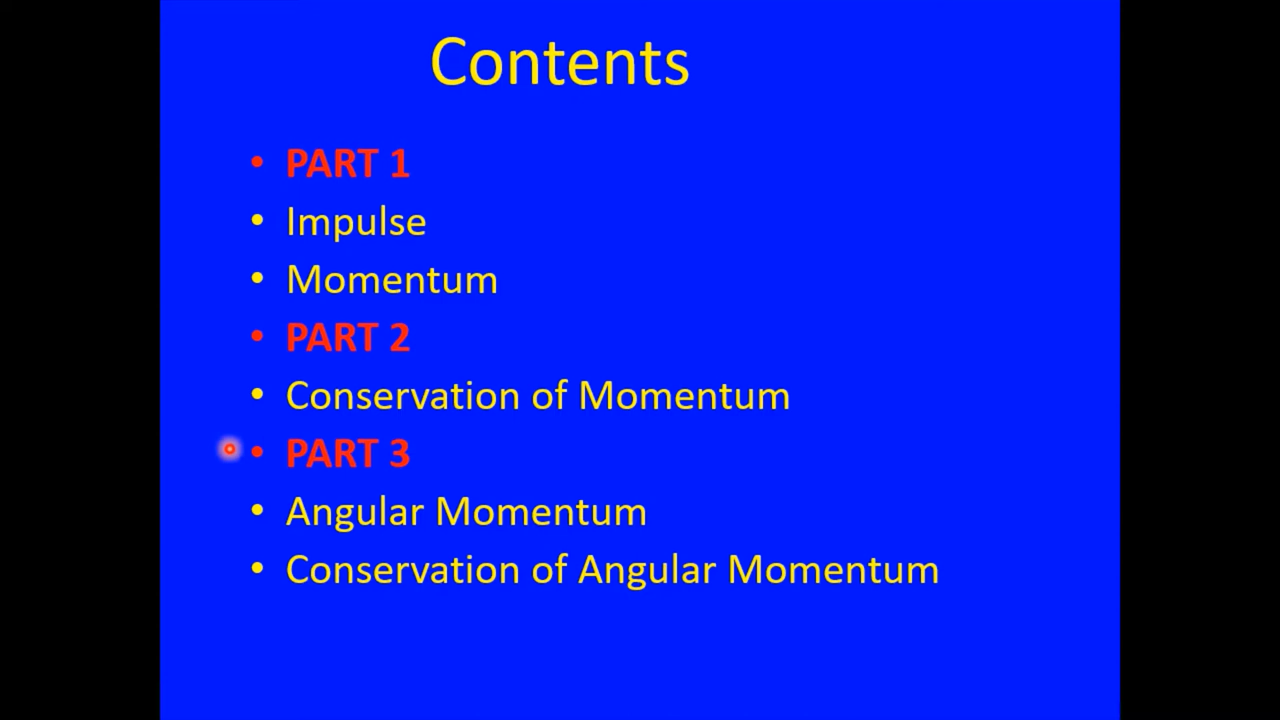 Contents
• PART 1
• Impulse
• Momentum
• PART 2
• Conservation of Momentum
• PART 3
• Angular Momentum
• Conservation of Angular Momentum